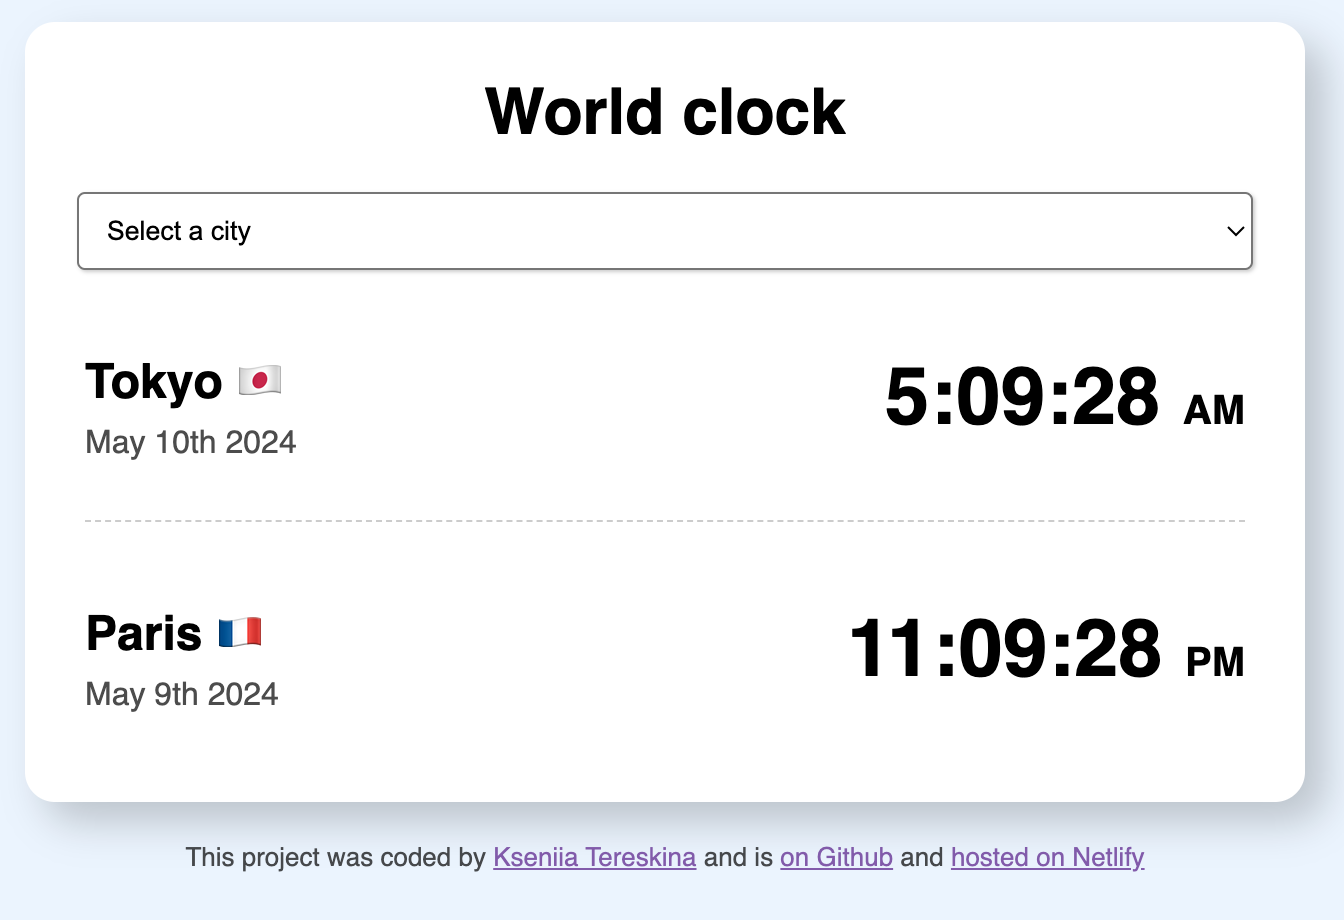 World clock
Select a city
Tokyo 🇯🇵
5:09:28 AM
May 10th 2024
Paris 🇫🇷
11:09:28 PM
May 9th 2024
This project was coded by Kseniia Tereskina and is on Github and hosted on Netlify